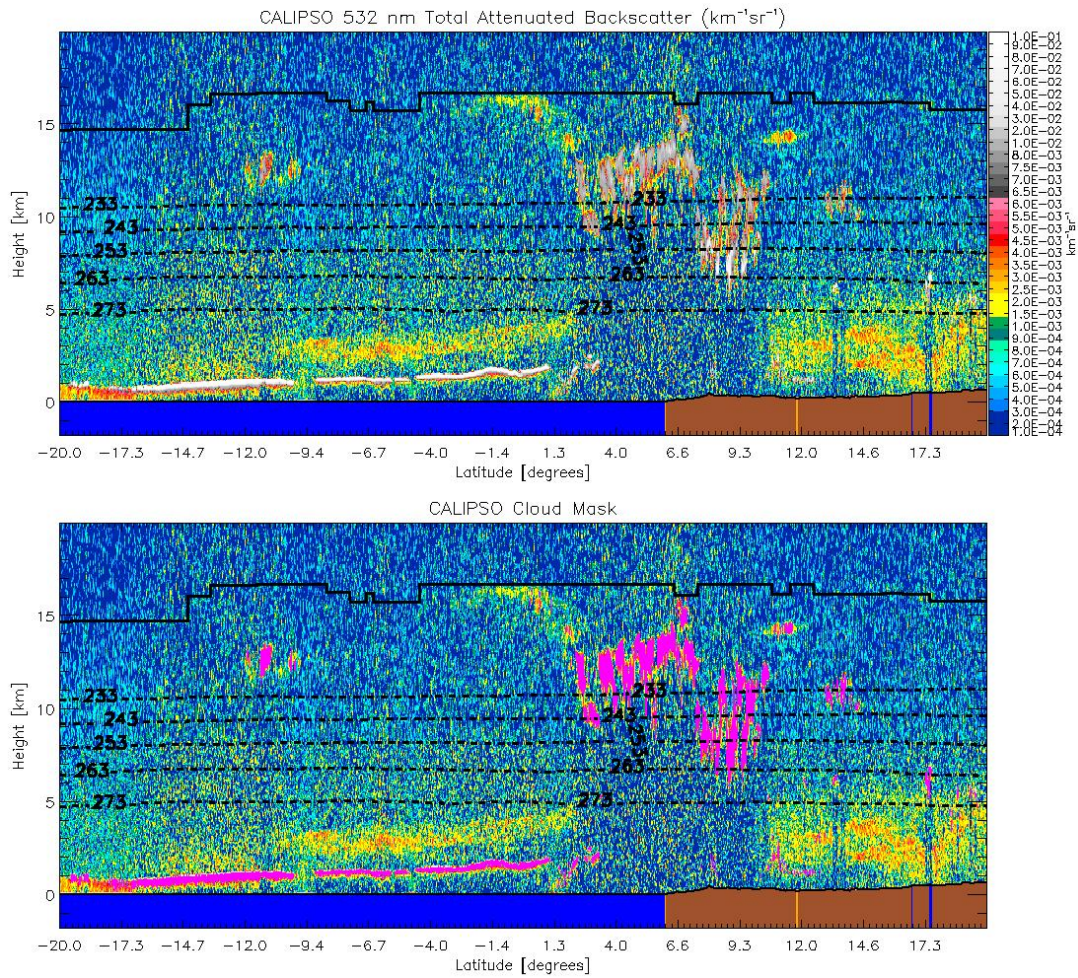 CALIPSO 532 nm Total Attenuated Backscatter (km⁻¹sr⁻¹)
1.0E-01
9.0E-02
8.0E-02
7.0E-02
6.0E-02
5.0E-02
4.0E-02
3.0E-02
2.0E-02
1.0E-02
8.0E-03
7.5E-03
7.0E-03
6.5E-03
6.0E-03
5.5E-03
5.0E-03
4.5E-03
4.0E-03
3.5E-03
3.0E-03
2.5E-03
2.0E-03
1.5E-03
1.0E-03
9.0E-04
8.0E-04
7.0E-04
6.0E-04
5.0E-04
4.0E-04
3.0E-04
2.0E-04
1.0E-04
km⁻¹sr⁻¹
Height [km]
15
10
5
0
233 233
243 243
253 253
263 263
273 273
-20.0 -17.3 -14.7 -12.0 -9.4 -6.7 -4.0 -1.4 1.3 4.0 6.6 9.3 12.0 14.6 17.3
Latitude [degrees]
CALIPSO Cloud Mask
Height [km]
15
10
5
0
233 233
243 243
253 253
263 263
273 273
-20.0 -17.3 -14.7 -12.0 -9.4 -6.7 -4.0 -1.4 1.3 4.0 6.6 9.3 12.0 14.6 17.3
Latitude [degrees]